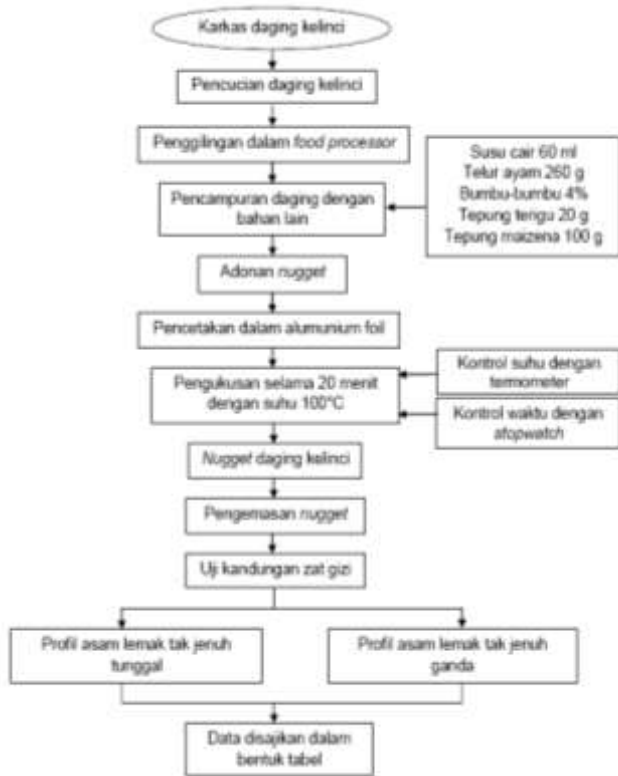 Karkas daging kelinci
Pencucian daging kelinci
Penggilingan dalam food processor
Susu cair 60 ml
Telur ayam 260 g
Bumbu-bumbu 4%
Tepung terigu 20 g
Tepung maizena 100 g
Pencampuran daging dengan
bahan lain
Adonan nugget
Pencetakan dalam alumunium foil
Kontrol suhu dengan
termometer
Pengukusan selama 20 menit
dengan suhu 100°C
Kontrol waktu dengan
stopwatch
Nugget daging kelinci
Pengemasan nugget
Uji kandungan zat gizi
Profil asam lemak tak jenuh
tunggal
Profil asam lemak tak jenuh
ganda
Data disajikan dalam
bentuk tabel